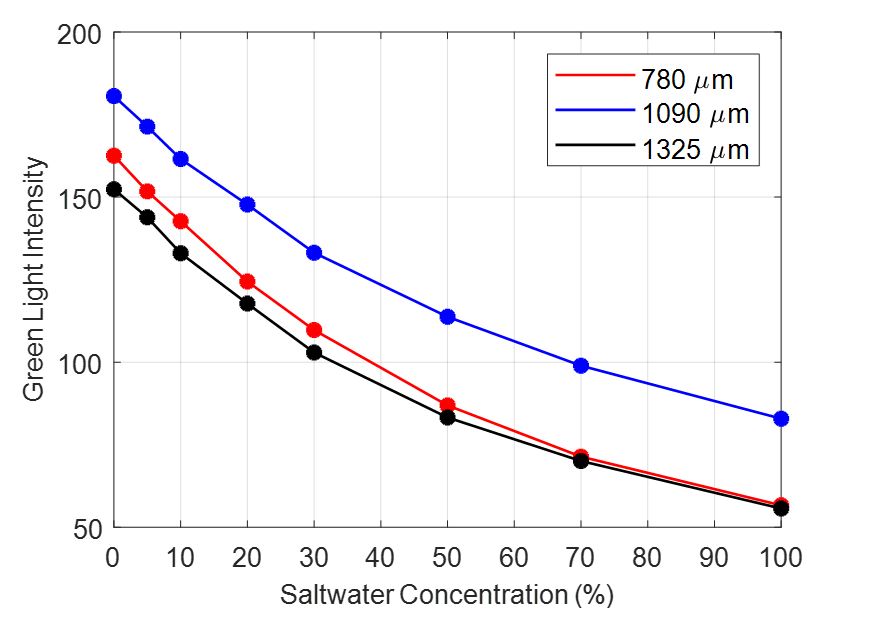 200
150
100
50
Green Light Intensity
780 μm
1090 μm
1325 μm
0 10 20 30 40 50 60 70 80 90 100
Saltwater Concentration (%)